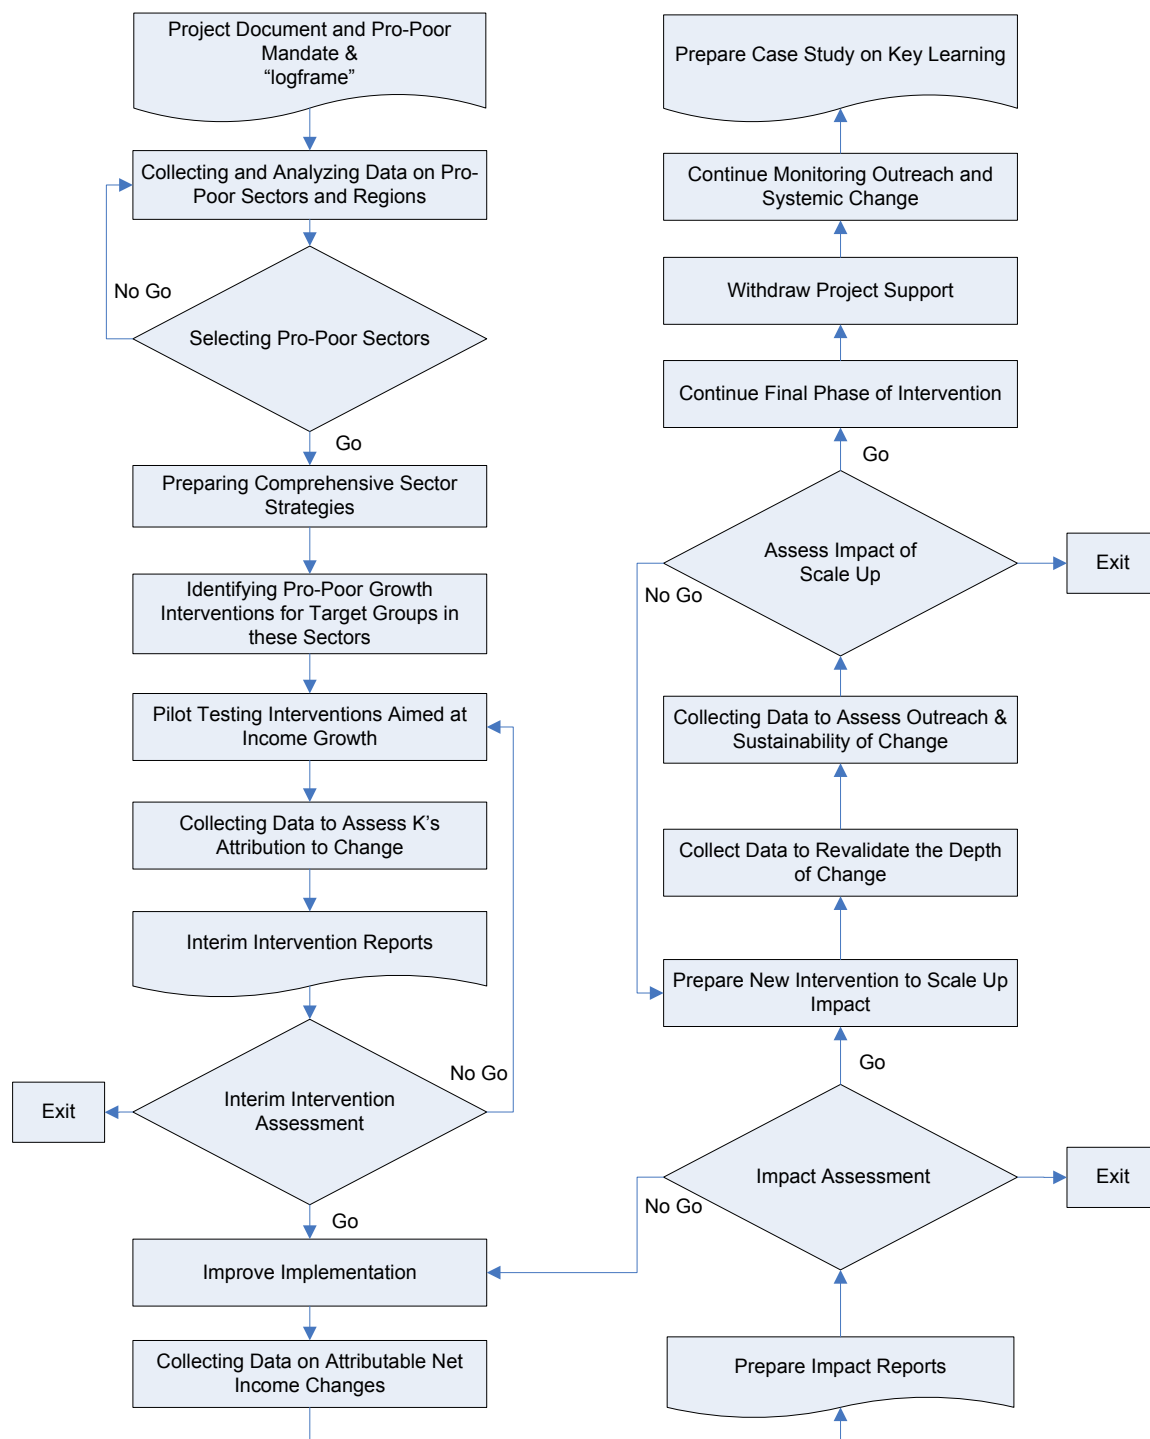 Project Document and Pro-Poor
Mandate &
“logframe”
Collecting and Analyzing Data on Pro-
Poor Sectors and Regions
No Go
Selecting Pro-Poor Sectors
Go
Preparing Comprehensive Sector
Strategies
Identifying Pro-Poor Growth
Interventions for Target Groups in
these Sectors
Pilot Testing Interventions Aimed at
Income Growth
Collecting Data to Assess K’s
Attribution to Change
Interim Intervention Reports
No Go
Exit
Interim Intervention
Assessment
Go
Improve Implementation
Collecting Data on Attributable Net
Income Changes
Prepare Case Study on Key Learning
Continue Monitoring Outreach and
Systemic Change
Withdraw Project Support
Continue Final Phase of Intervention
Go
Assess Impact of
Scale Up
Exit
No Go
Collecting Data to Assess Outreach &
Sustainability of Change
Collect Data to Revalidate the Depth
of Change
Prepare New Intervention to Scale Up
Impact
Go
Impact Assessment
Exit
No Go
Prepare Impact Reports